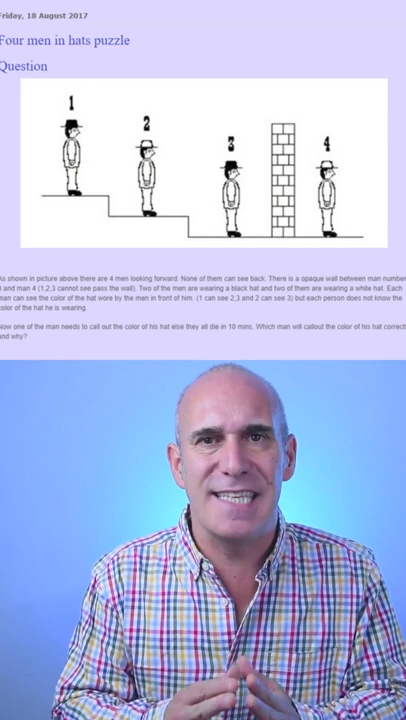 Friday, 18 August 2017
Four men in hats puzzle
Question
1
2
3
4
As shown in picture above there are 4 men looking forward. None of them can see back. There is a opaque wall between man number
3 and man 4 (1,2,3 cannot see pass the wall). Two of the men are wearing a black hat and two of them are wearing a white hat. Each
man can see the color of the hat wore by the men in front of him. (1 can see 2,3 and 2 can see 3) but each person does not know the
color of the hat he is wearing.
Now one of the man needs to call out the color of his hat else they all die in 10 mins. Which man will callout the color of his hat correct
and why?